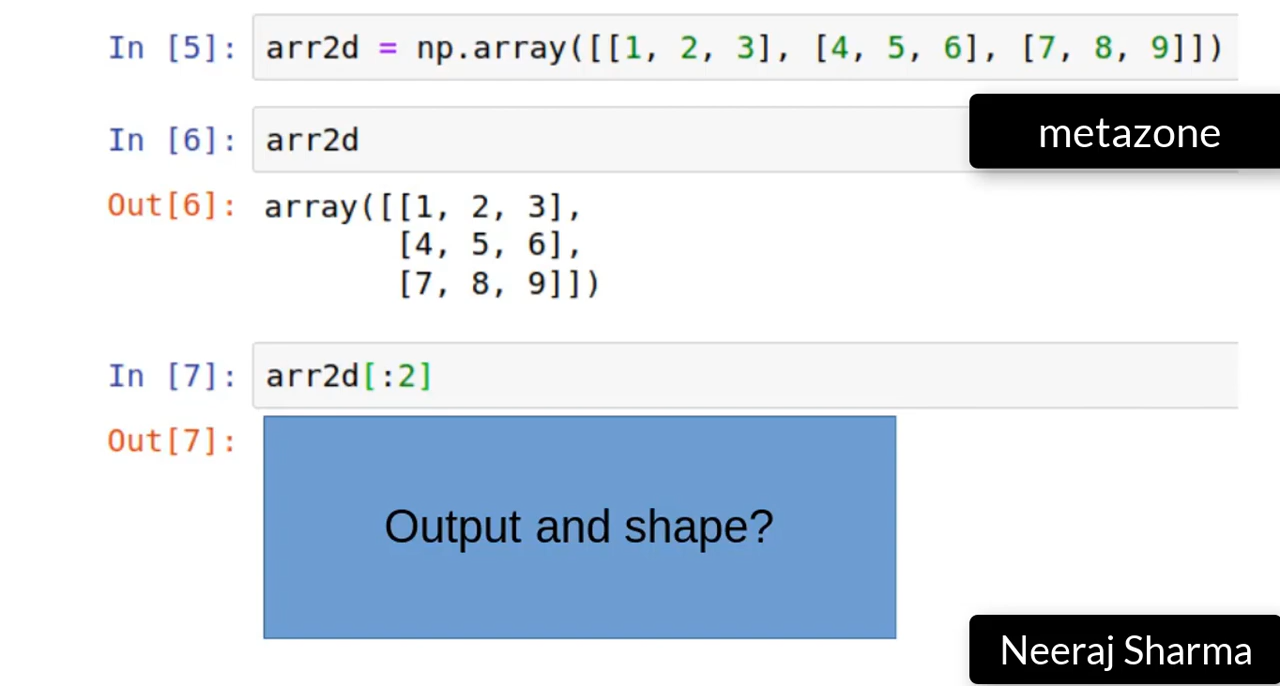 In [5]: arr2d = np.array([[1, 2, 3], [4, 5, 6], [7, 8, 9]])
metazone
In [6]: arr2d
Out[6]: array([[1, 2, 3],
[4, 5, 6],
[7, 8, 9]])
In [7]: arr2d[:2]
Out[7]:
Output and shape?
Neeraj Sharma